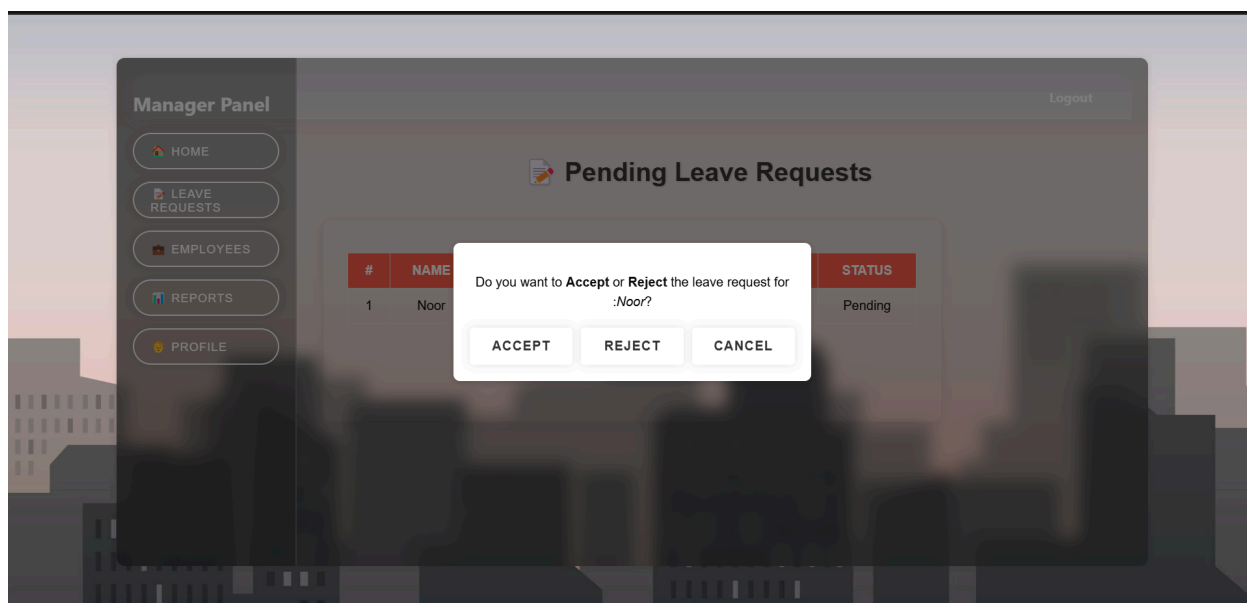 Manager Panel
Logout
🏠 HOME
📝 LEAVE
REQUESTS
💼 EMPLOYEES
📊 REPORTS
👨 PROFILE
📝 Pending Leave Requests
# NAME STATUS
1 Noor Pending
Do you want to Accept or Reject the leave request for
:Noor?
ACCEPT REJECT CANCEL